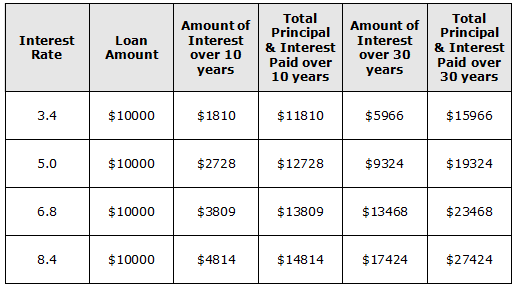 Interest Rate
Loan Amount
Amount of Interest over 10 years
Total Principal & Interest Paid over 10 years
Amount of Interest over 30 years
Total Principal & Interest Paid over 30 years
3.4 $10000 $1810 $11810 $5966 $15966
5.0 $10000 $2728 $12728 $9324 $19324
6.8 $10000 $3809 $13809 $13468 $23468
8.4 $10000 $4814 $14814 $17424 $27424